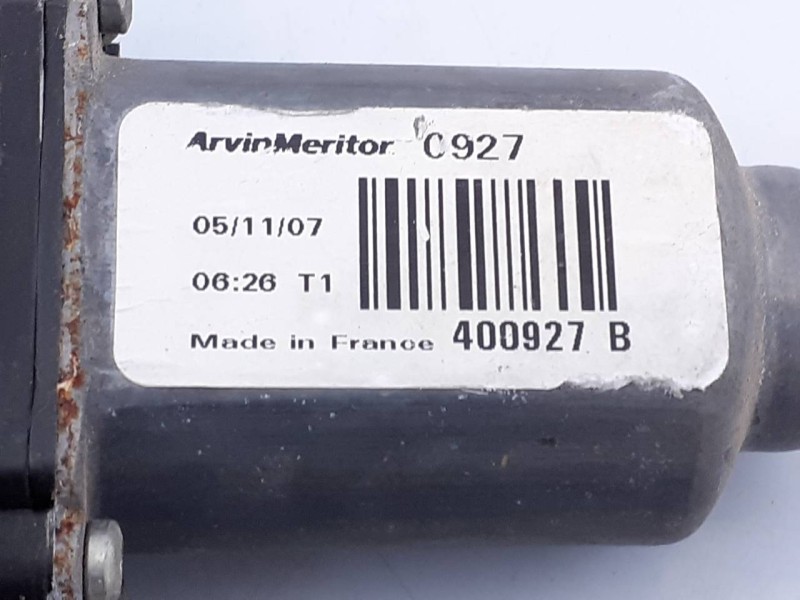 ArvinMeritor C927
05/11/07
06:26 T1
Made in France 400927 B